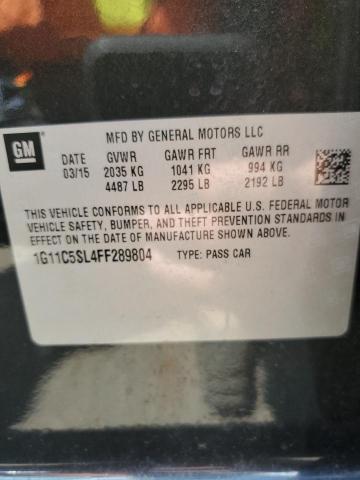 GM
MFD BY GENERAL MOTORS LLC
DATE GVWR GAWR FRT GAWR RR
03/15 2035 KG 1041 KG 994 KG
4487 LB 2295 LB 2192 LB
THIS VEHICLE CONFORMS TO ALL APPLICABLE U.S. FEDERAL MOTOR
VEHICLE SAFETY, BUMPER, AND THEFT PREVENTION STANDARDS IN
EFFECT ON THE DATE OF MANUFACTURE SHOWN ABOVE.
1G11C5SL4FF289804 TYPE: PASS CAR